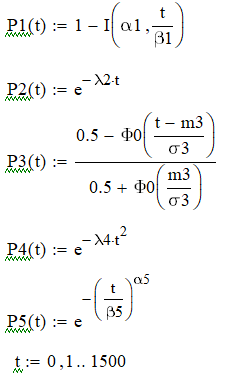 P1(t) := 1 − I(α1, t/β1)
P2(t) := e^(−λ2·t)
P3(t) := (0.5 − Φ0((t − m3)/σ3))/(0.5 + Φ0(m3/σ3))
P4(t) := e^(−λ4·t^2)
P5(t) := e^(−(t/β5)^α5)
t := 0, 1 .. 1500